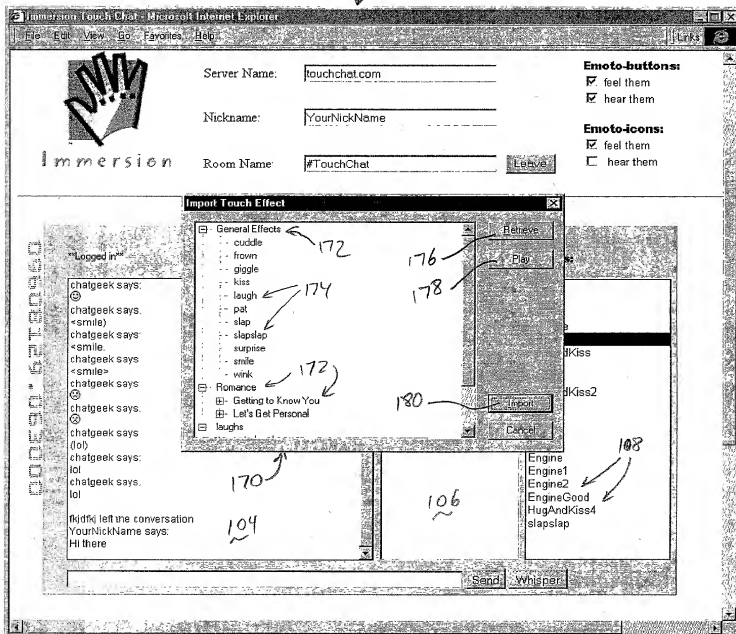 Immersion Touch Chat - Microsoft Internet Explorer
File Edit View Go Favorites Help
Links
Immersion
Server Name: touchchat.com
Nickname: YourNickName
Room Name: #TouchChat
Leave
Emoto-buttons:
feel them
hear them
Emoto-icons:
feel them
hear them
Import Touch Effect
General Effects
172
cuddle
frown
giggle
kiss
laugh
174
pat
slap
slapslap
surprise
smile
wink
Romance
172
Getting to Know You
Let's Get Personal
laughs
176
Retrieve
178
Play
180
Import
Cancel
**Logged in**
chatgeek says:
chatgeek says.
<smile)
chatgeek says
<smile.
chatgeek says
<smile>
chatgeek says
chatgeek says.
chatgeek says
(lol)
chatgeek says:
lol
chatgeek says.
lol
170
fkjdfkj left the conversation
104
YourNickName says:
Hi there
106
ndKiss
dKiss2
Engine
108
Engine1
Engine2
EngineGood
HugAndKiss4
slapslap
Send Whisper